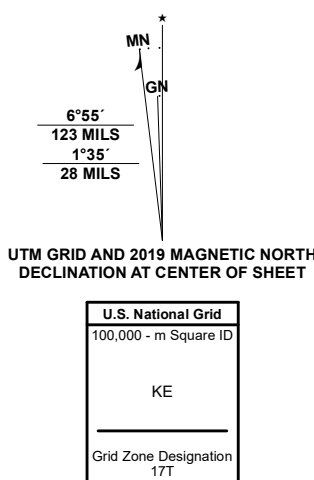 ★
MN
GN
6°55´
123 MILS
1°35´
28 MILS
UTM GRID AND 2019 MAGNETIC NORTH
DECLINATION AT CENTER OF SHEET
U.S. National Grid
100,000 - m Square ID
KE
Grid Zone Designation
17T